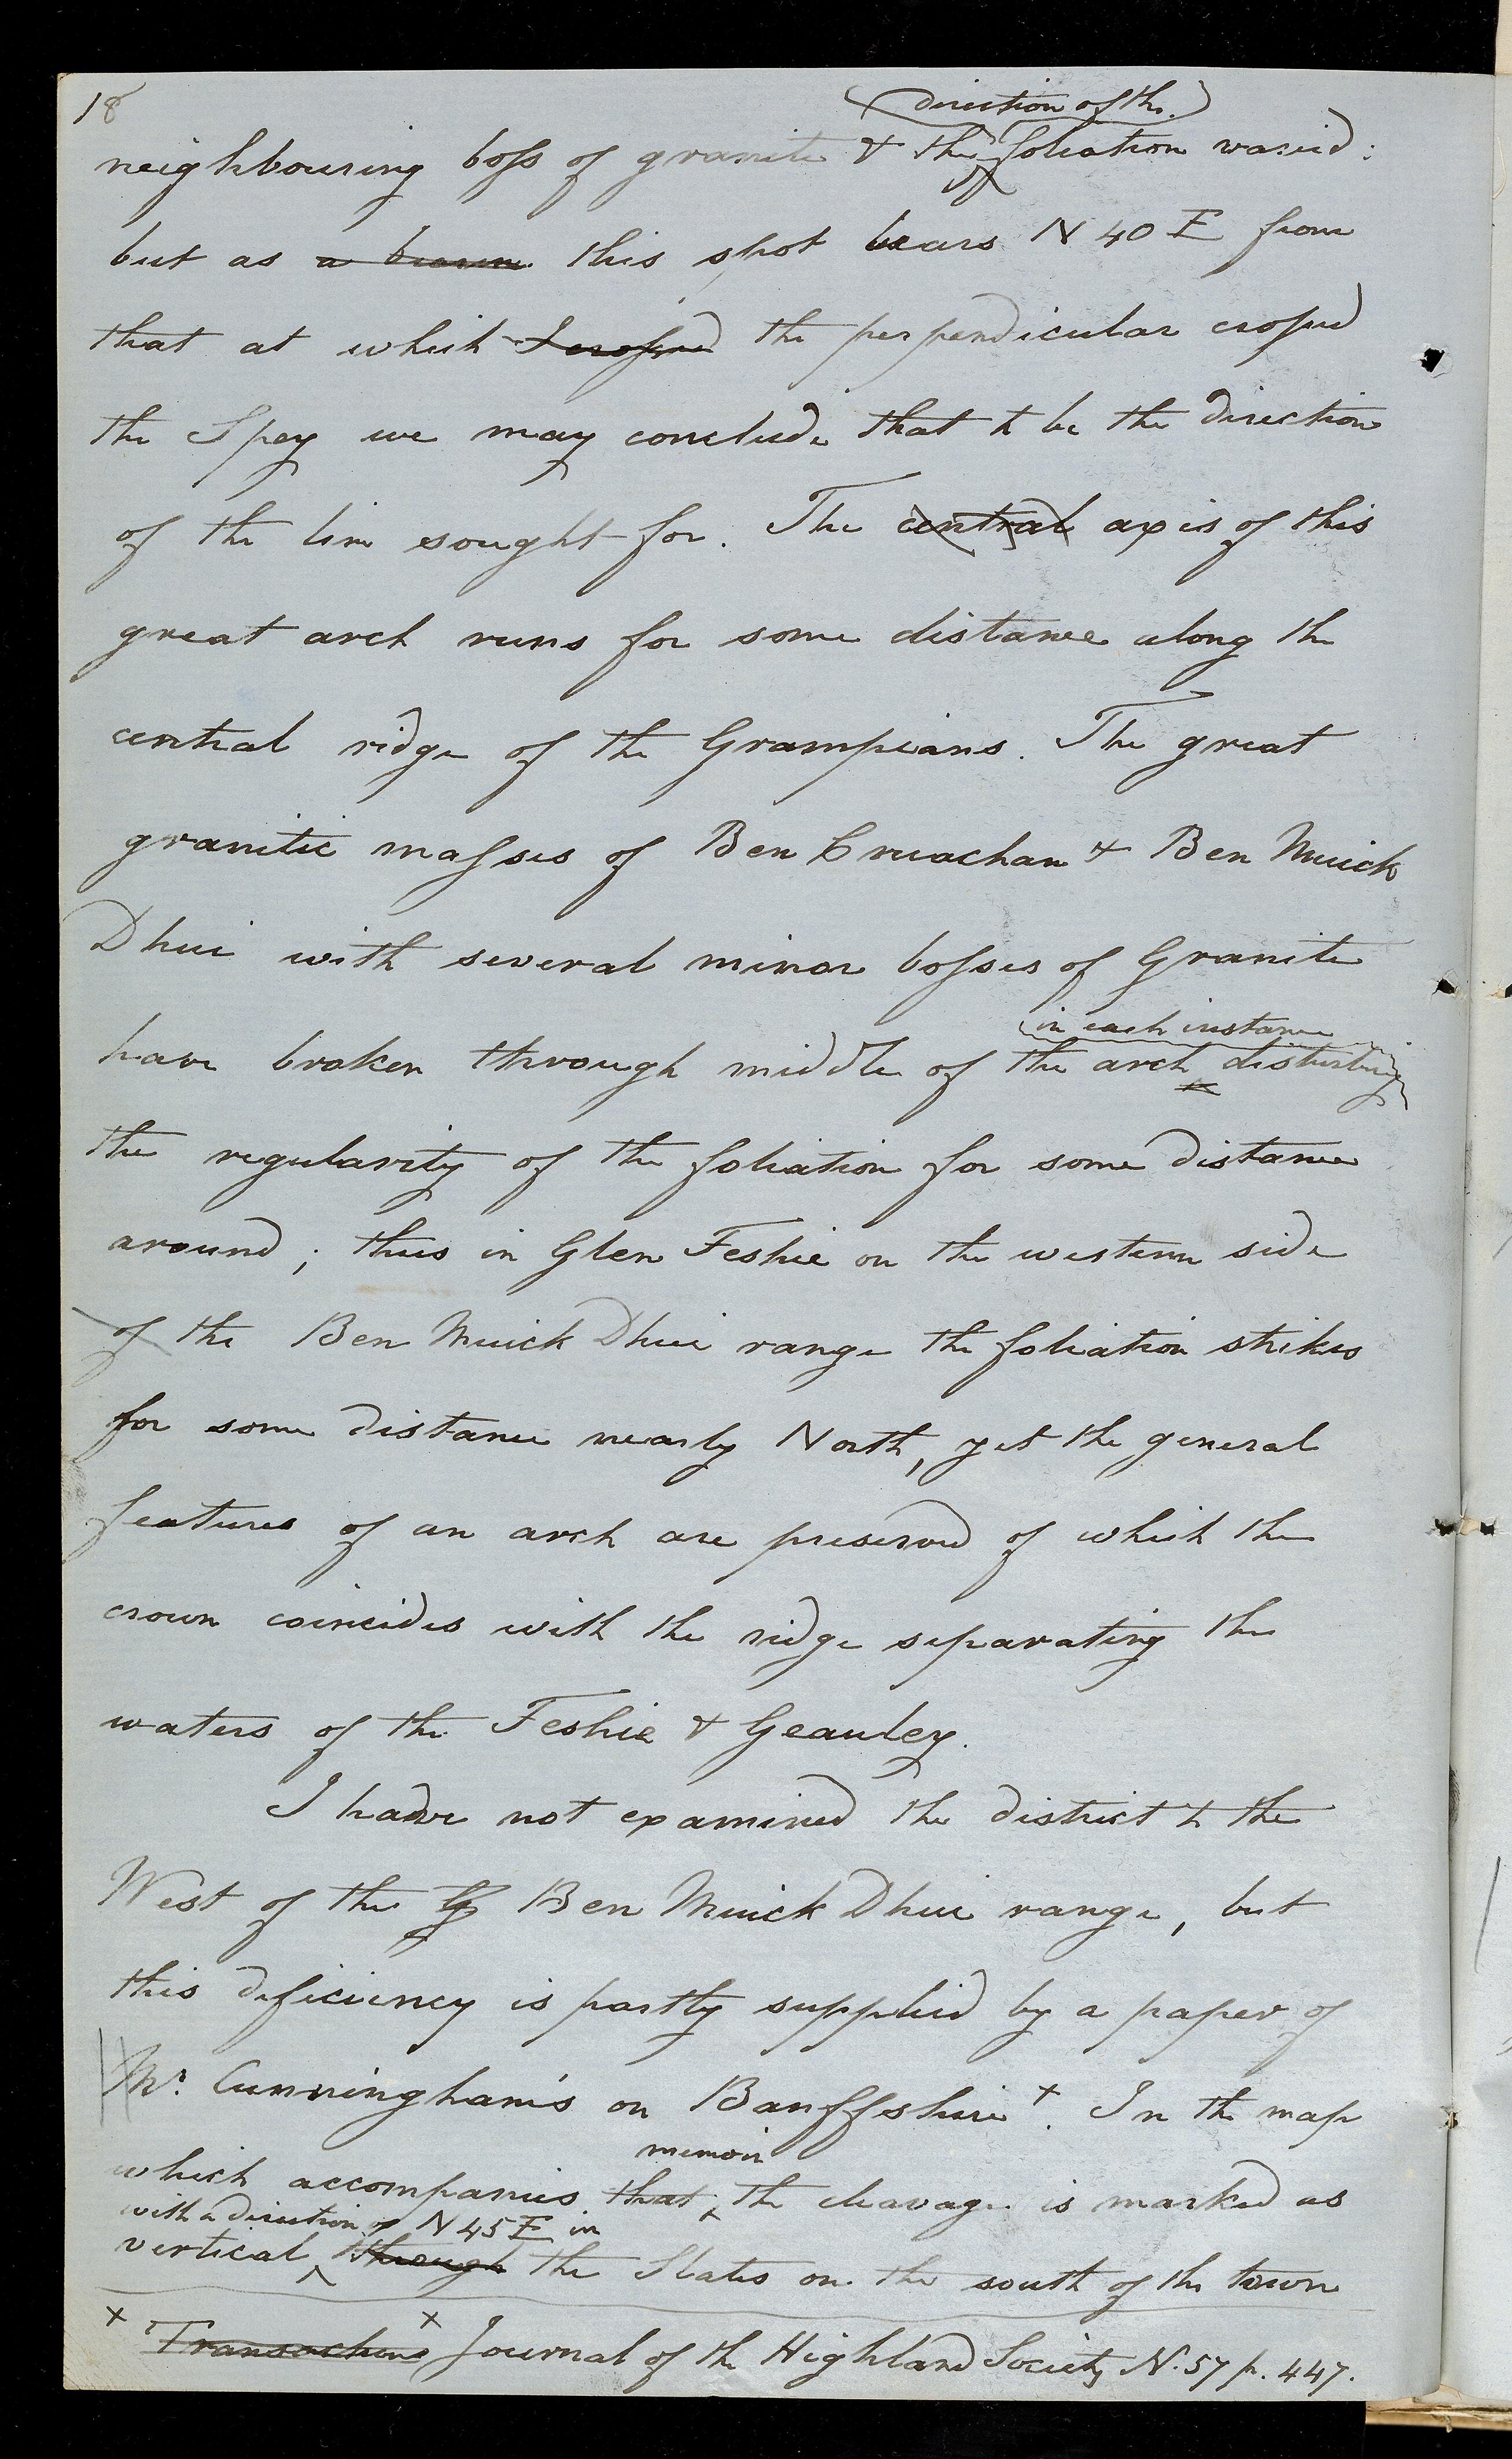 18
direction of the
neighbouring boss of granite & the foliation varied:
but as a bearin this spot bears N 40 E from
that at which I crossed the perpendicular crossed
the Spey we may conclude that to be the direction
of the line sought for. The central axis of this
great arch runs for some distance along the
central ridge of the Grampians. The great
granitic masses of Ben Cruachan & Ben Muick
Dhui with several minor bosses of Granite
in each instance
have broken through middle of the arch disturbing
the regularity of the foliation for some distance
around; thus in Glen Feshie on the western side
of the Ben Muick Dhui range the foliation strikes
for some distance nearly North, yet the general
features of an arch are preserved of which the
crown coincides with the ridge separating the
waters of the Feshie & Geauley.
I have not examined the district to the
West of the G Ben Muick Dhui range, but
this deficiency is partly supplied by a paper of
Mr. Cunningham's on Banffshire +. In the map
memoir
which accompanies that, the cleavage is marked as
with a direction of N 45 E in
vertical through the Slates on the south of the town
+ Transactions + Journal of the Highland Society N. 57 p. 447.